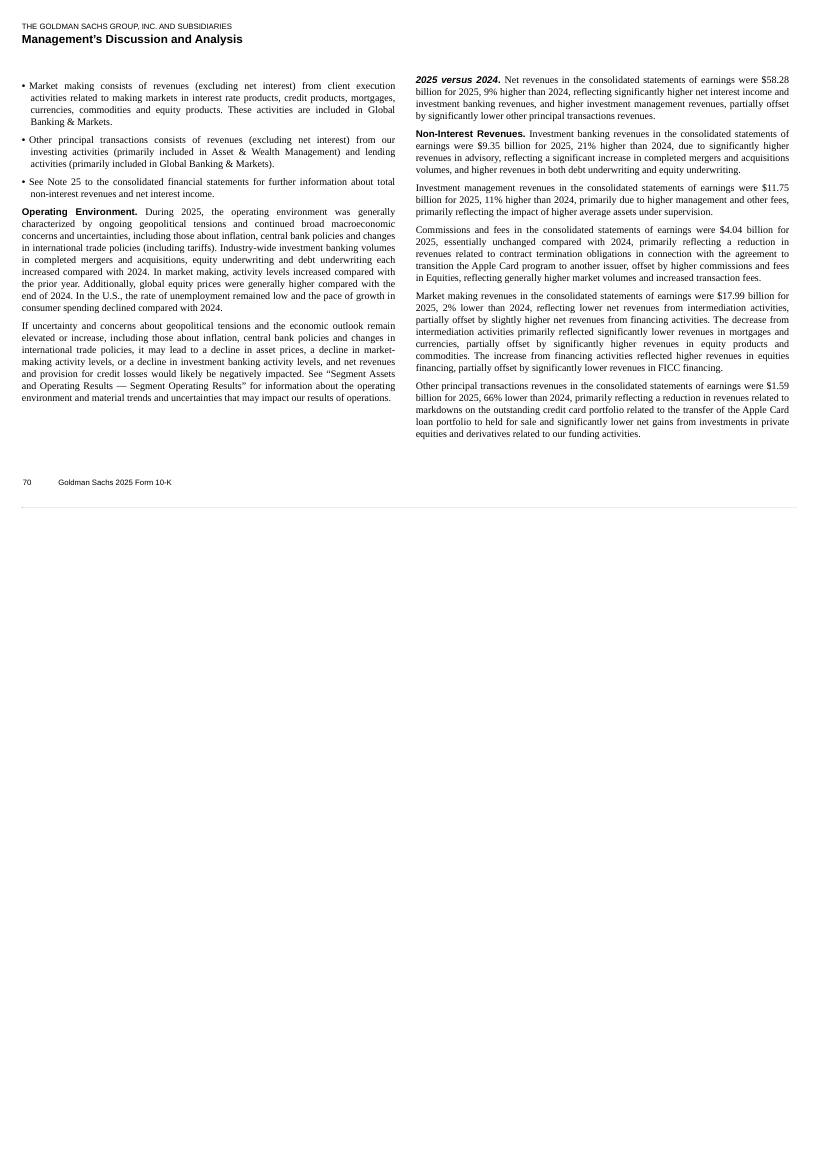 THE GOLDMAN SACHS GROUP, INC. AND SUBSIDIARIES
Management’s Discussion and Analysis
• Market making consists of revenues (excluding net interest) from client execution
activities related to making markets in interest rate products, credit products, mortgages,
currencies, commodities and equity products. These activities are included in Global
Banking & Markets.
• Other principal transactions consists of revenues (excluding net interest) from our
investing activities (primarily included in Asset & Wealth Management) and lending
activities (primarily included in Global Banking & Markets).
• See Note 25 to the consolidated financial statements for further information about total
non-interest revenues and net interest income.
Operating Environment. During 2025, the operating environment was generally
characterized by ongoing geopolitical tensions and continued broad macroeconomic
concerns and uncertainties, including those about inflation, central bank policies and changes
in international trade policies (including tariffs). Industry-wide investment banking volumes
in completed mergers and acquisitions, equity underwriting and debt underwriting each
increased compared with 2024. In market making, activity levels increased compared with
the prior year. Additionally, global equity prices were generally higher compared with the
end of 2024. In the U.S., the rate of unemployment remained low and the pace of growth in
consumer spending declined compared with 2024.
If uncertainty and concerns about geopolitical tensions and the economic outlook remain
elevated or increase, including those about inflation, central bank policies and changes in
international trade policies, it may lead to a decline in asset prices, a decline in market-
making activity levels, or a decline in investment banking activity levels, and net revenues
and provision for credit losses would likely be negatively impacted. See “Segment Assets
and Operating Results — Segment Operating Results” for information about the operating
environment and material trends and uncertainties that may impact our results of operations.
2025 versus 2024. Net revenues in the consolidated statements of earnings were $58.28
billion for 2025, 9% higher than 2024, reflecting significantly higher net interest income and
investment banking revenues, and higher investment management revenues, partially offset
by significantly lower other principal transactions revenues.
Non-Interest Revenues. Investment banking revenues in the consolidated statements of
earnings were $9.35 billion for 2025, 21% higher than 2024, due to significantly higher
revenues in advisory, reflecting a significant increase in completed mergers and acquisitions
volumes, and higher revenues in both debt underwriting and equity underwriting.
Investment management revenues in the consolidated statements of earnings were $11.75
billion for 2025, 11% higher than 2024, primarily due to higher management and other fees,
primarily reflecting the impact of higher average assets under supervision.
Commissions and fees in the consolidated statements of earnings were $4.04 billion for
2025, essentially unchanged compared with 2024, primarily reflecting a reduction in
revenues related to contract termination obligations in connection with the agreement to
transition the Apple Card program to another issuer, offset by higher commissions and fees
in Equities, reflecting generally higher market volumes and increased transaction fees.
Market making revenues in the consolidated statements of earnings were $17.99 billion for
2025, 2% lower than 2024, reflecting lower net revenues from intermediation activities,
partially offset by slightly higher net revenues from financing activities. The decrease from
intermediation activities primarily reflected significantly lower revenues in mortgages and
currencies, partially offset by significantly higher revenues in equity products and
commodities. The increase from financing activities reflected higher revenues in equities
financing, partially offset by significantly lower revenues in FICC financing.
Other principal transactions revenues in the consolidated statements of earnings were $1.59
billion for 2025, 66% lower than 2024, primarily reflecting a reduction in revenues related to
markdowns on the outstanding credit card portfolio related to the transfer of the Apple Card
loan portfolio to held for sale and significantly lower net gains from investments in private
equities and derivatives related to our funding activities.
70 Goldman Sachs 2025 Form 10-K